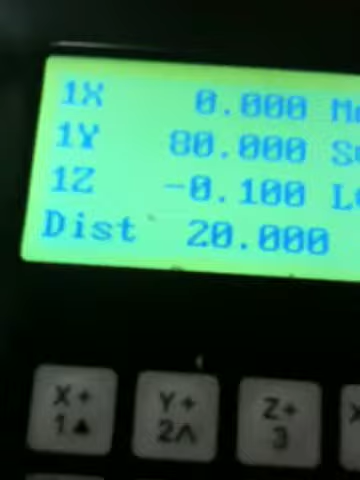 1X 0.000
1Y 80.000
1Z -0.100
Dist 20.000
X+ Y+ Z+
1▲ 2∧ 3